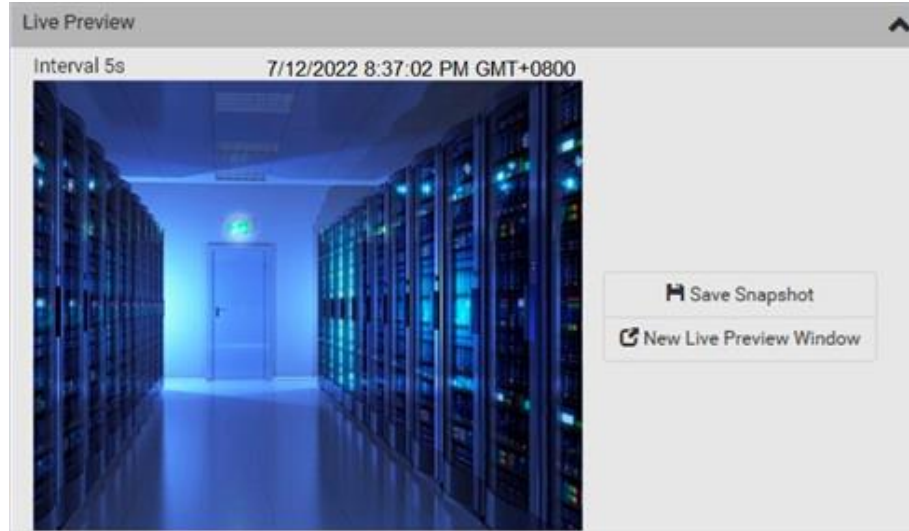 Live Preview
Interval 5s 7/12/2022 8:37:02 PM GMT+0800
Save Snapshot
New Live Preview Window